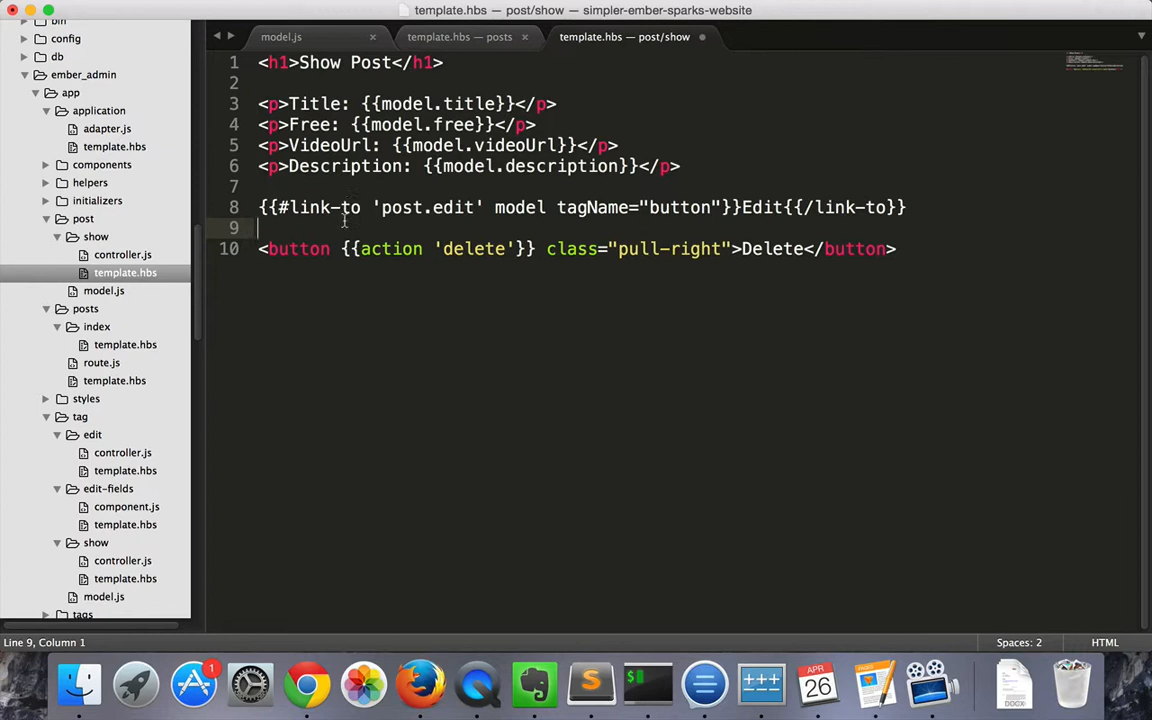 template.hbs — post/show — simpler-ember-sparks-website
model.js
template.hbs — posts
template.hbs — post/show
bin
config
db
ember_admin
app
application
adapter.js
template.hbs
components
helpers
initializers
post
show
controller.js
template.hbs
model.js
posts
index
template.hbs
route.js
template.hbs
styles
tag
edit
controller.js
template.hbs
edit-fields
component.js
template.hbs
show
controller.js
template.hbs
model.js
tags
1 <h1>Show Post</h1>
2
3 <p>Title: {{model.title}}</p>
4 <p>Free: {{model.free}}</p>
5 <p>VideoUrl: {{model.videoUrl}}</p>
6 <p>Description: {{model.description}}</p>
7
8 {{#link-to 'post.edit' model tagName="button"}}Edit{{/link-to}}
9
10 <button {{action 'delete'}} class="pull-right">Delete</button>
Line 9, Column 1
Spaces: 2
HTML
1
$
APR
26
DOCX